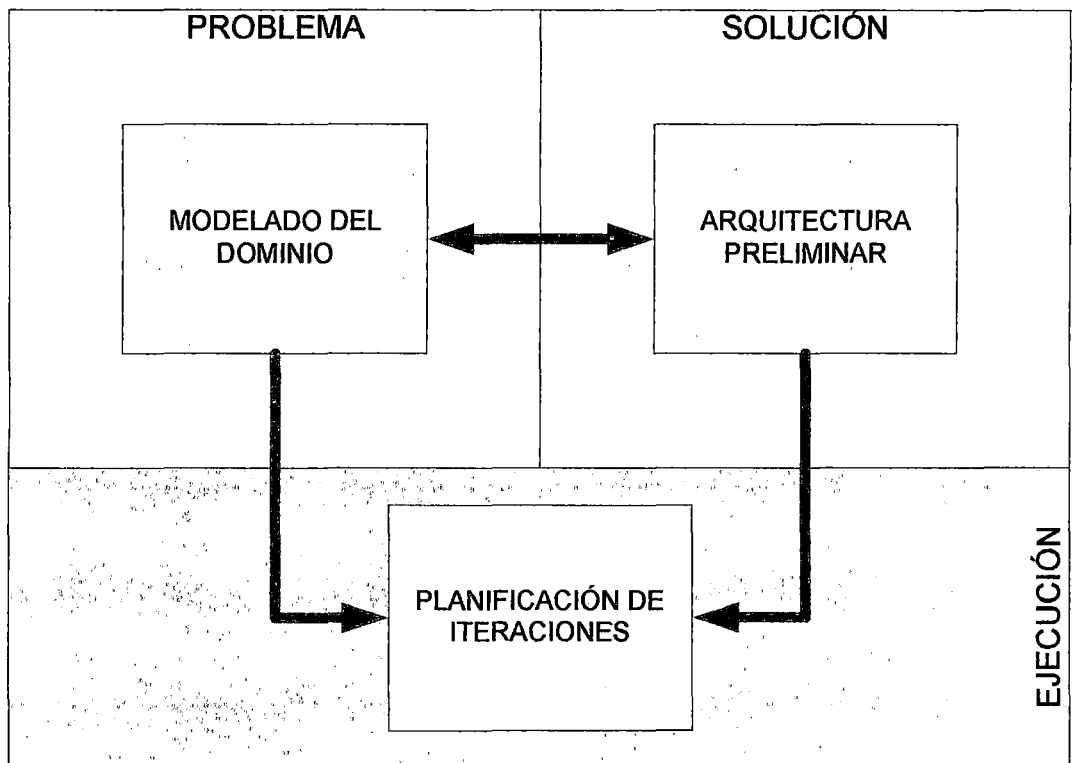 PROBLEMA
SOLUCIÓN
MODELADO DEL
DOMINIO
ARQUITECTURA
PRELIMINAR
PLANIFICACIÓN DE
ITERACIONES
EJECUCIÓN